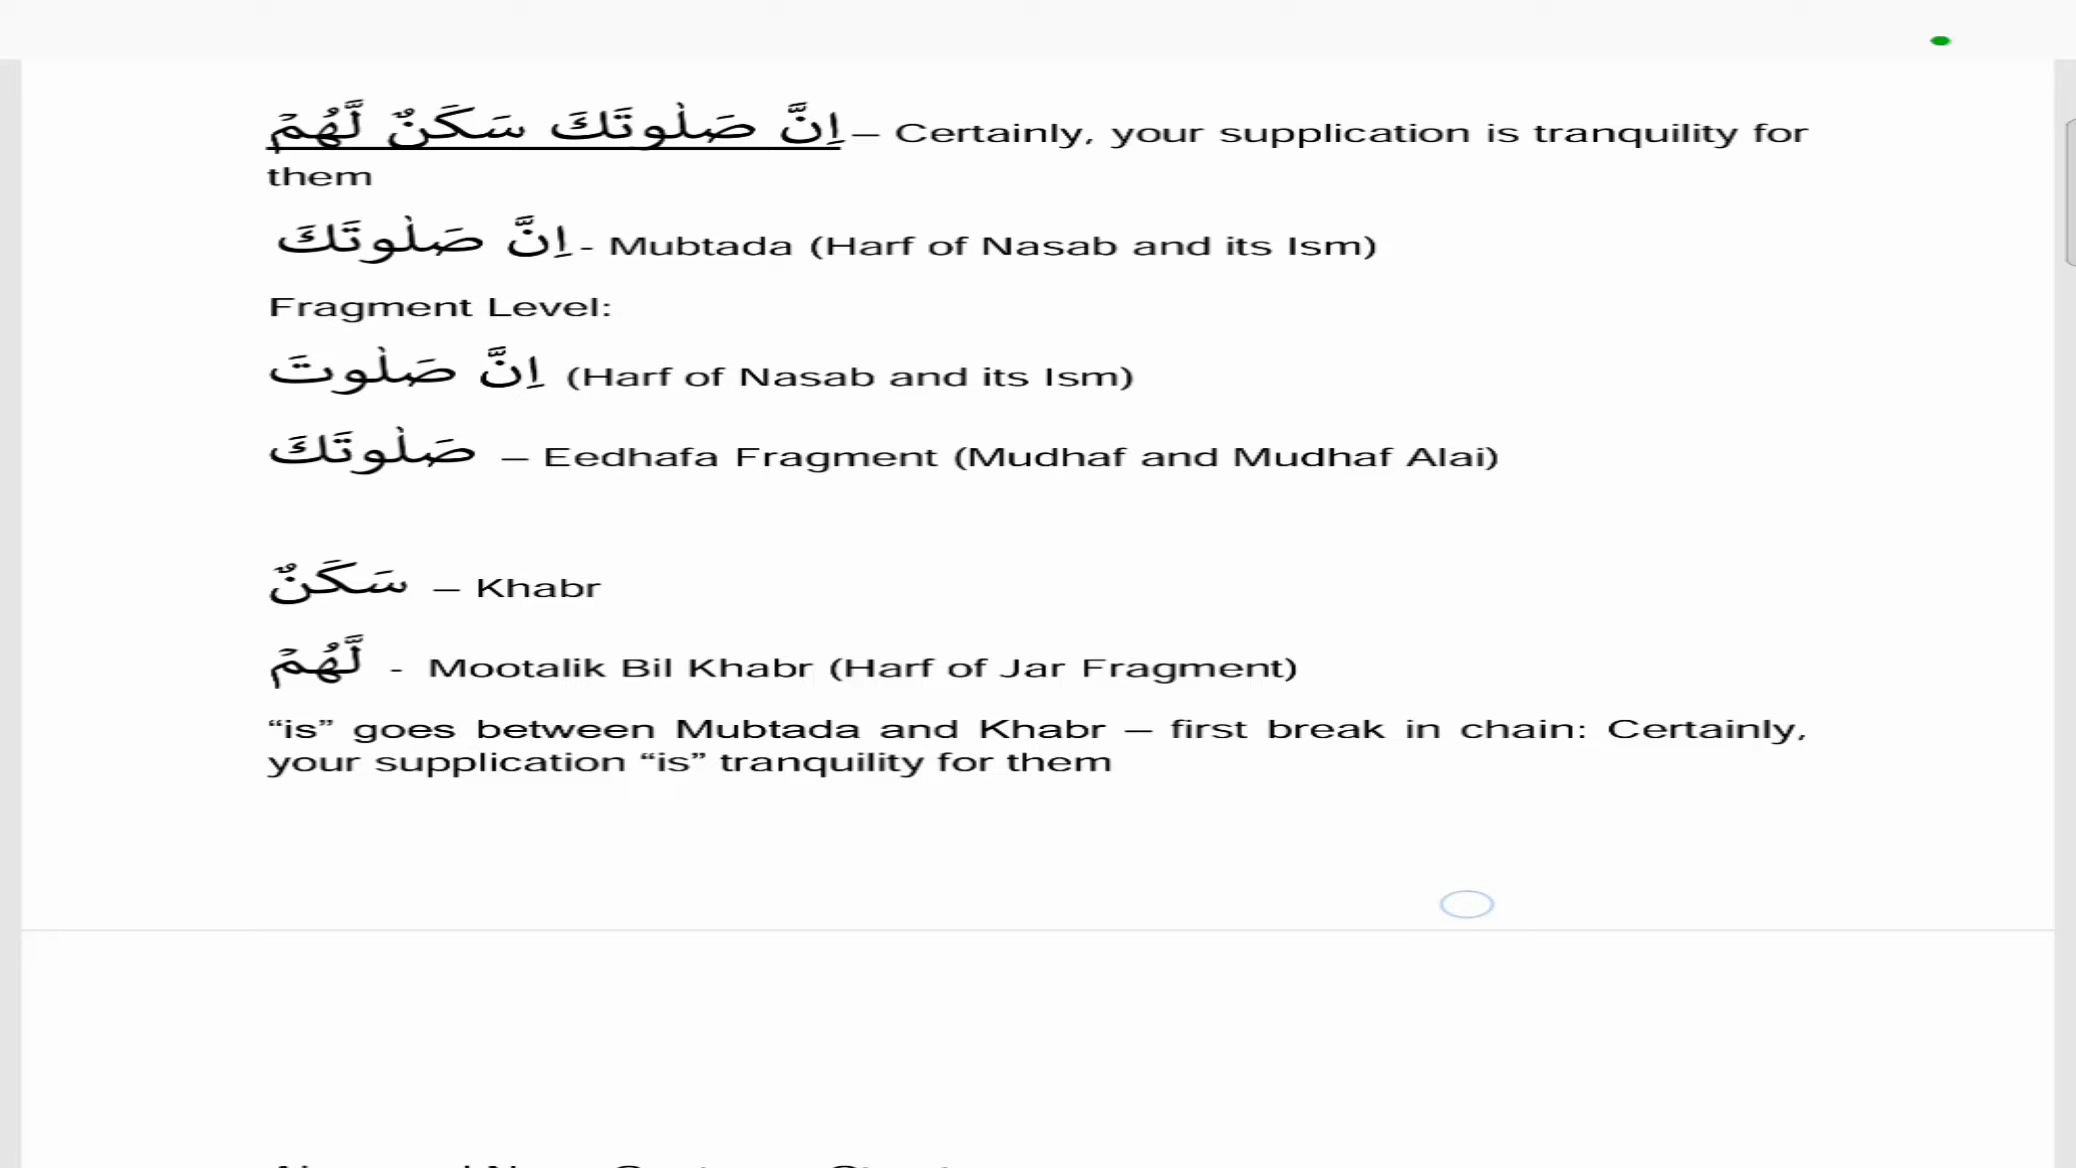 اِنَّ صَلٰوتَكَ سَكَنٌ لَّهُمْ – Certainly, your supplication is tranquility for
them
اِنَّ صَلٰوتَكَ - Mubtada (Harf of Nasab and its Ism)
Fragment Level:
اِنَّ صَلٰوتَ (Harf of Nasab and its Ism)
صَلٰوتَكَ – Eedhafa Fragment (Mudhaf and Mudhaf Alai)
سَكَنٌ – Khabr
لَّهُمْ - Mootalik Bil Khabr (Harf of Jar Fragment)
“is” goes between Mubtada and Khabr – first break in chain: Certainly,
your supplication “is” tranquility for them